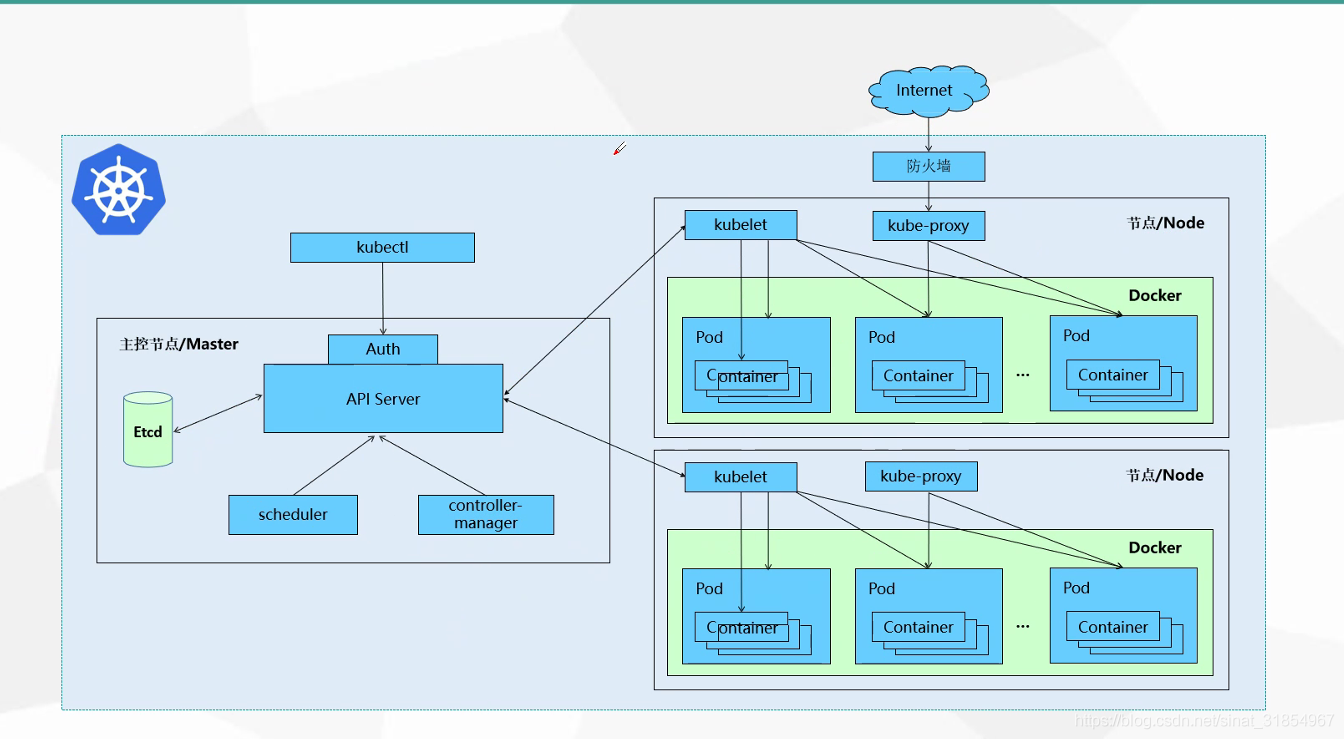 Internet
防火墙
kubelet
kube-proxy
节点/Node
kubectl
Docker
Pod
Pod
Pod
Container
Container
...
Container
主控节点/Master
Auth
API Server
Etcd
scheduler
controller-
manager
kubelet
kube-proxy
节点/Node
Docker
Pod
Pod
Pod
Container
Container
...
Container
https://blog.csdn.net/sinat_31854967